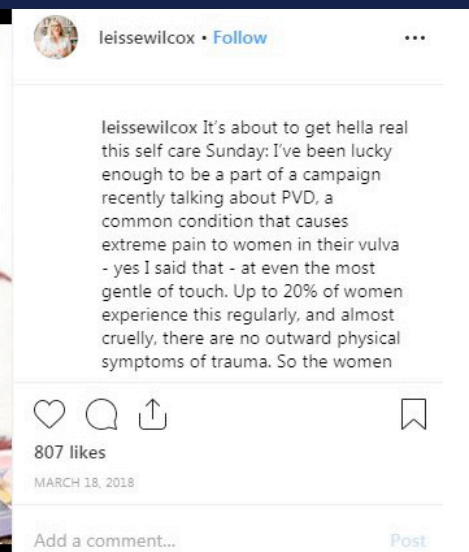 leissewilcox • Follow
leissewilcox It's about to get hella real
this self care Sunday: I've been lucky
enough to be a part of a campaign
recently talking about PVD, a
common condition that causes
extreme pain to women in their vulva
- yes I said that - at even the most
gentle of touch. Up to 20% of women
experience this regularly, and almost
cruelly, there are no outward physical
symptoms of trauma. So the women
807 likes
MARCH 18, 2018
Add a comment... Post